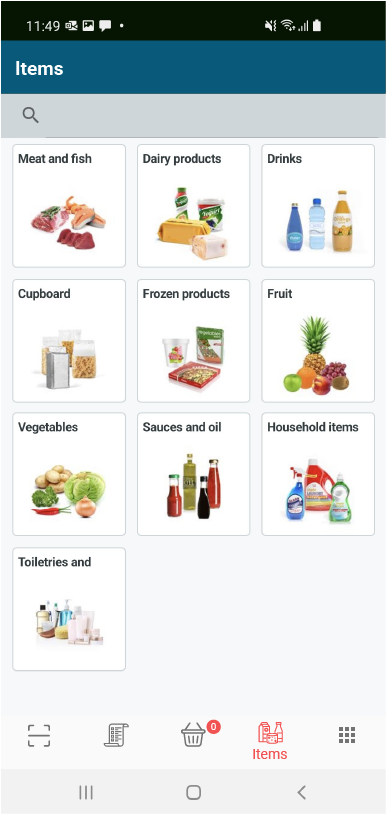 11:49
Items
Meat and fish
Dairy products
Drinks
Cupboard
Frozen products
Fruit
Vegetables
Sauces and oil
Household items
Toiletries and
0
Items